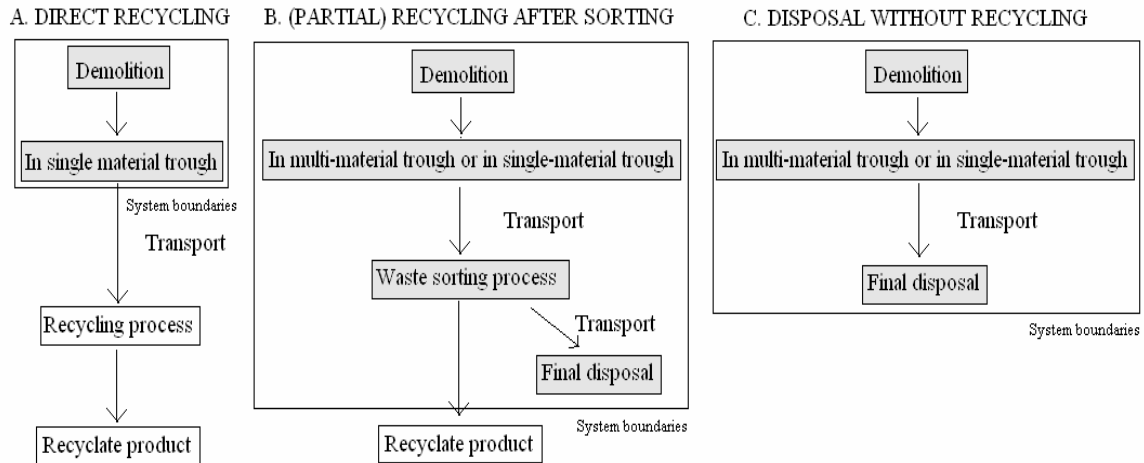 A. DIRECT RECYCLING
Demolition
In single material trough
System boundaries
Transport
Recycling process
Recyclate product
B. (PARTIAL) RECYCLING AFTER SORTING
Demolition
In multi-material trough or in single-material trough
Transport
Waste sorting process
Transport
Final disposal
System boundaries
Recyclate product
C. DISPOSAL WITHOUT RECYCLING
Demolition
In multi-material trough or in single-material trough
Transport
Final disposal
System boundaries